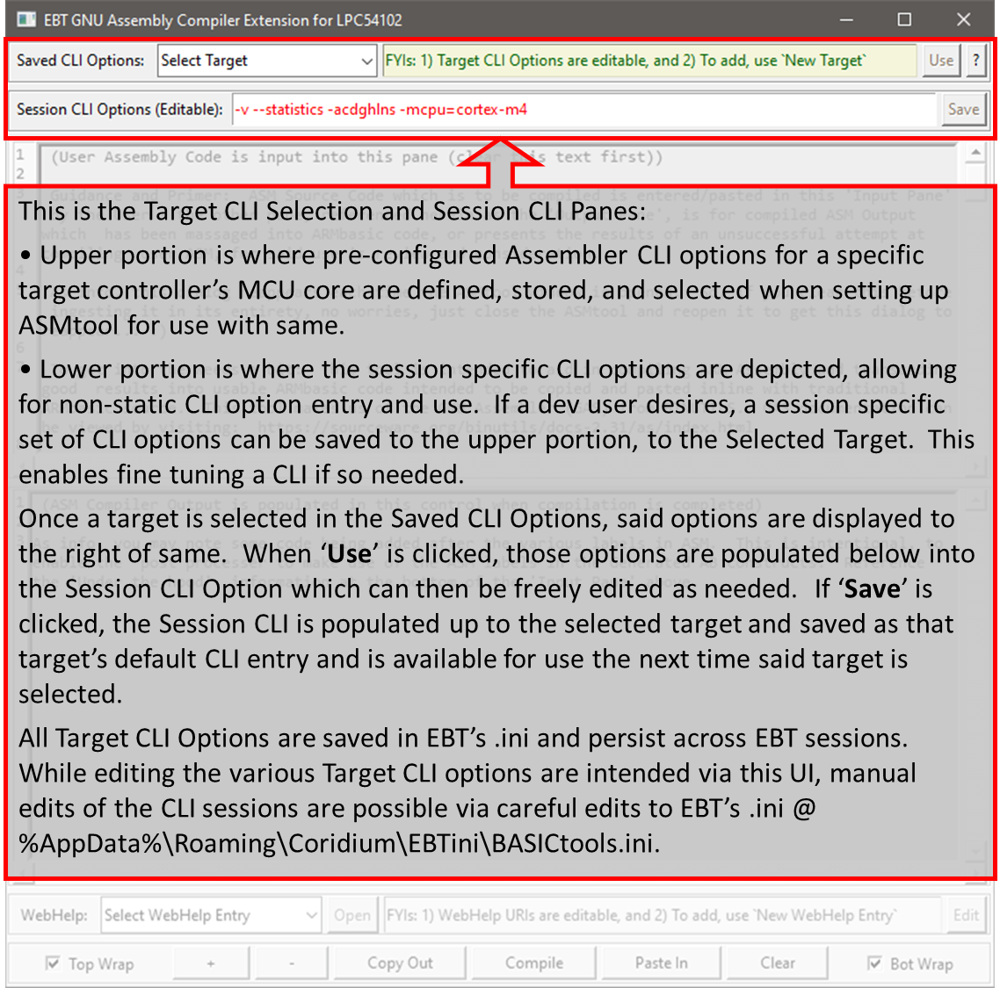 EBT GNU Assembly Compiler Extension for LPC54102
Saved CLI Options: Select Target FYIs: 1) Target CLI Options are editable, and 2) To add, use `New Target` Use ?
Session CLI Options (Editable): -v --statistics -acdghlns -mcpu=cortex-m4 Save
1 (User Assembly Code is input into this pane (clear this text first))
2
This is the Target CLI Selection and Session CLI Panes:
• Upper portion is where pre-configured Assembler CLI options for a specific
target controller’s MCU core are defined, stored, and selected when setting up
ASMtool for use with same.
• Lower portion is where the session specific CLI options are depicted, allowing
for non-static CLI option entry and use.  If a dev user desires, a session specific
set of CLI options can be saved to the upper portion, to the Selected Target.  This
enables fine tuning a CLI if so needed.
Once a target is selected in the Saved CLI Options, said options are displayed to
the right of same.   When ‘Use’ is clicked, those options are populated below into
the Session CLI Option which can then be freely edited as needed.   If ‘Save’ is
clicked, the Session CLI is populated up to the selected target and saved as that
target’s default CLI entry and is available for use the next time said target is
selected.
All Target CLI Options are saved in EBT’s .ini and persist across EBT sessions.
While editing the various Target CLI options are intended via this UI, manual
edits of the CLI sessions are possible via careful edits to EBT’s .ini @
%AppData%\Roaming\Coridium\EBTini\BASICtools.ini.
WebHelp: Select WebHelp Entry Open FYIs: 1) WebHelp URIs are editable, and 2) To add, use `New WebHelp Entry` Edit
Top Wrap + - Copy Out Compile Paste In Clear Bot Wrap